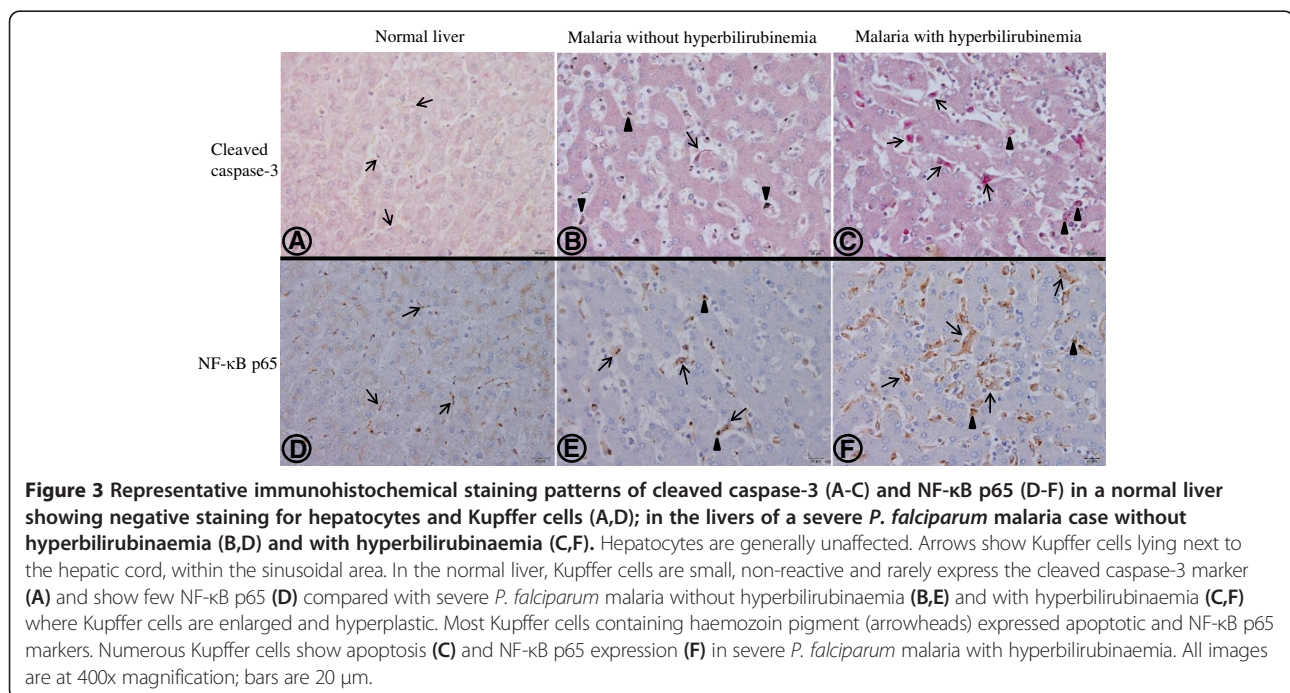 Normal liver
Malaria without hyperbilirubinemia
Malaria with hyperbilirubinemia
Cleaved
caspase-3
A
B
C
NF-κB p65
D
E
F
Figure 3 Representative immunohistochemical staining patterns of cleaved caspase-3 (A-C) and NF-κB p65 (D-F) in a normal liver
showing negative staining for hepatocytes and Kupffer cells (A,D); in the livers of a severe P. falciparum malaria case without
hyperbilirubinaemia (B,D) and with hyperbilirubinaemia (C,F). Hepatocytes are generally unaffected. Arrows show Kupffer cells lying next to
the hepatic cord, within the sinusoidal area. In the normal liver, Kupffer cells are small, non-reactive and rarely express the cleaved caspase-3 marker
(A) and show few NF-κB p65 (D) compared with severe P. falciparum malaria without hyperbilirubinaemia (B,E) and with hyperbilirubinaemia (C,F)
where Kupffer cells are enlarged and hyperplastic. Most Kupffer cells containing haemozoin pigment (arrowheads) expressed apoptotic and NF-κB p65
markers. Numerous Kupffer cells show apoptosis (C) and NF-κB p65 expression (F) in severe P. falciparum malaria with hyperbilirubinaemia. All images
are at 400x magnification; bars are 20 μm.